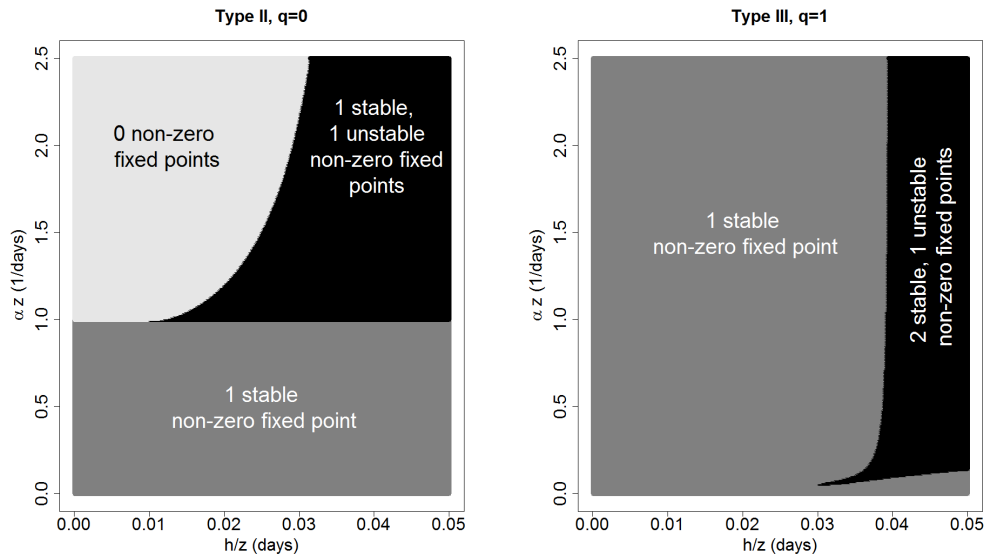 Type II, q=0
2.5
2.0
1.5
1.0
0.5
0.0
α z (1/days)
0 non-zero
fixed points
1 stable,
1 unstable
non-zero fixed
points
1 stable
non-zero fixed point
0.00 0.01 0.02 0.03 0.04 0.05
h/z (days)
Type III, q=1
2.5
2.0
1.5
1.0
0.5
0.0
α z (1/days)
1 stable
non-zero fixed point
2 stable, 1 unstable
non-zero fixed points
0.00 0.01 0.02 0.03 0.04 0.05
h/z (days)